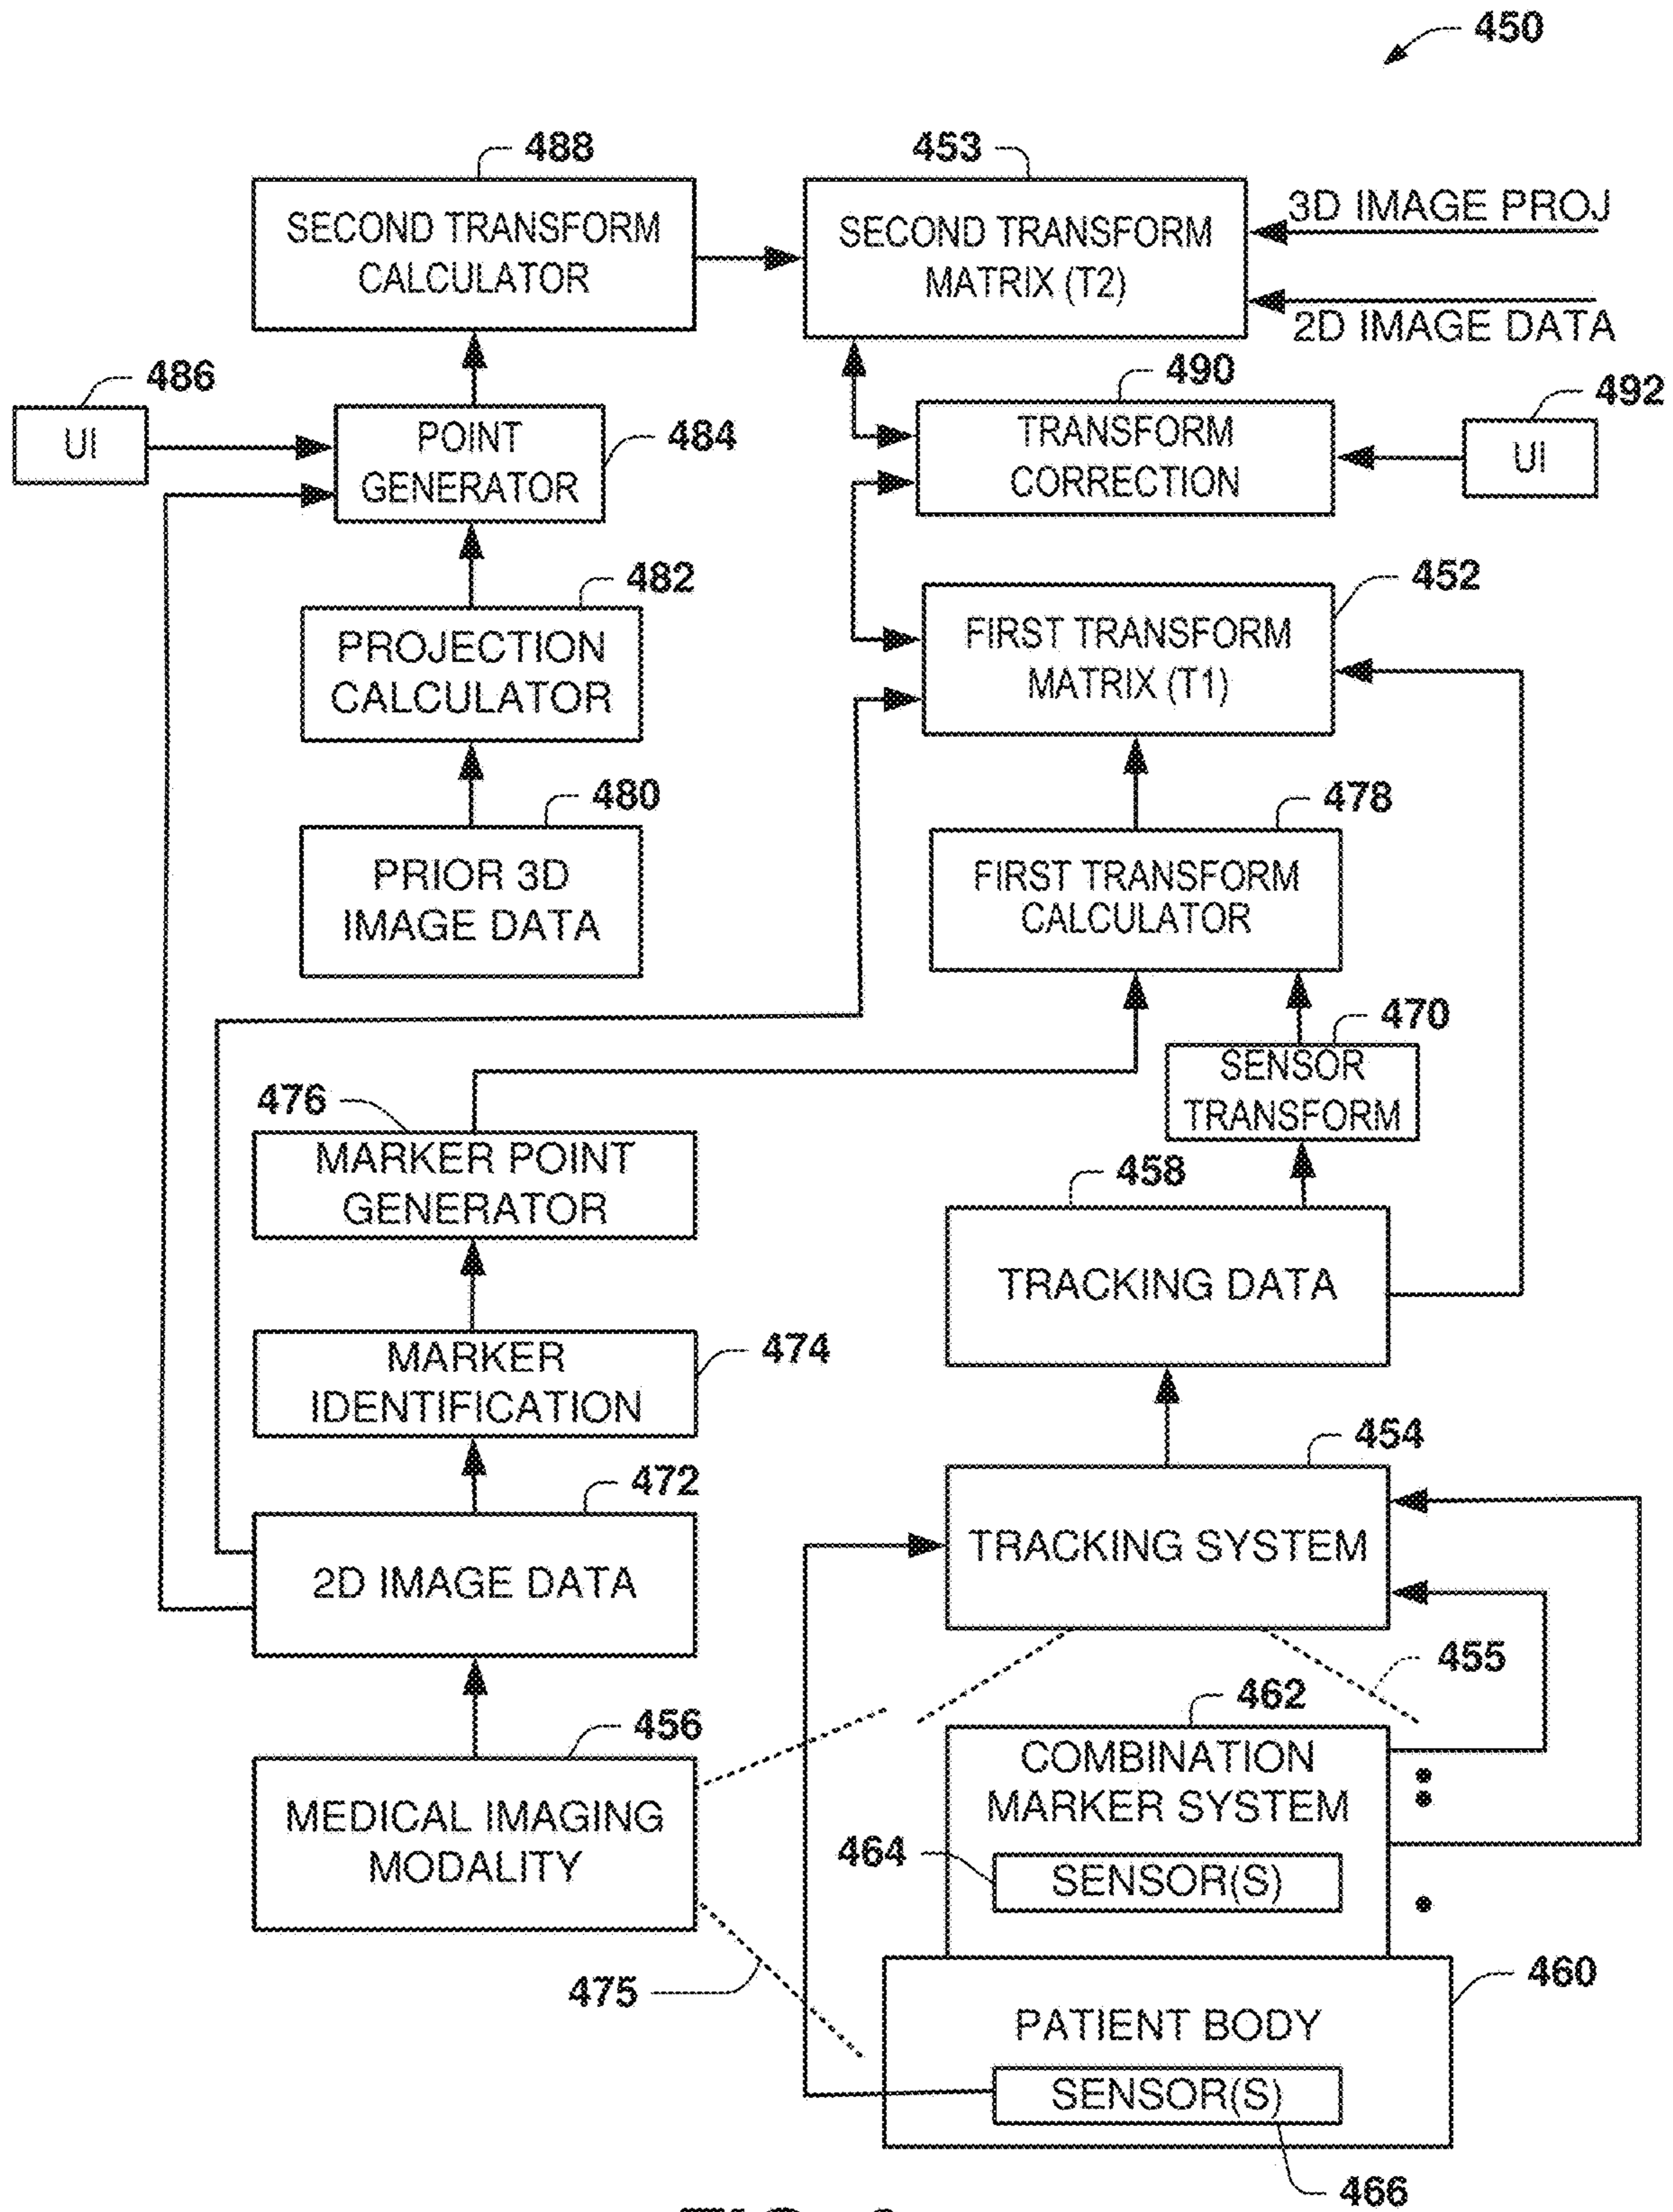 450
488
453
SECOND TRANSFORM
CALCULATOR
SECOND TRANSFORM
MATRIX (T2)
3D IMAGE PROJ
2D IMAGE DATA
486
UI
POINT
GENERATOR
484
490
TRANSFORM
CORRECTION
492
UI
482
PROJECTION
CALCULATOR
452
FIRST TRANSFORM
MATRIX (T1)
480
PRIOR 3D
IMAGE DATA
478
FIRST TRANSFORM
CALCULATOR
470
SENSOR
TRANSFORM
476
MARKER POINT
GENERATOR
458
TRACKING DATA
474
MARKER
IDENTIFICATION
454
TRACKING SYSTEM
472
2D IMAGE DATA
455
456
MEDICAL IMAGING
MODALITY
462
COMBINATION
MARKER SYSTEM
464
SENSOR(S)
475
460
PATIENT BODY
SENSOR(S)
466